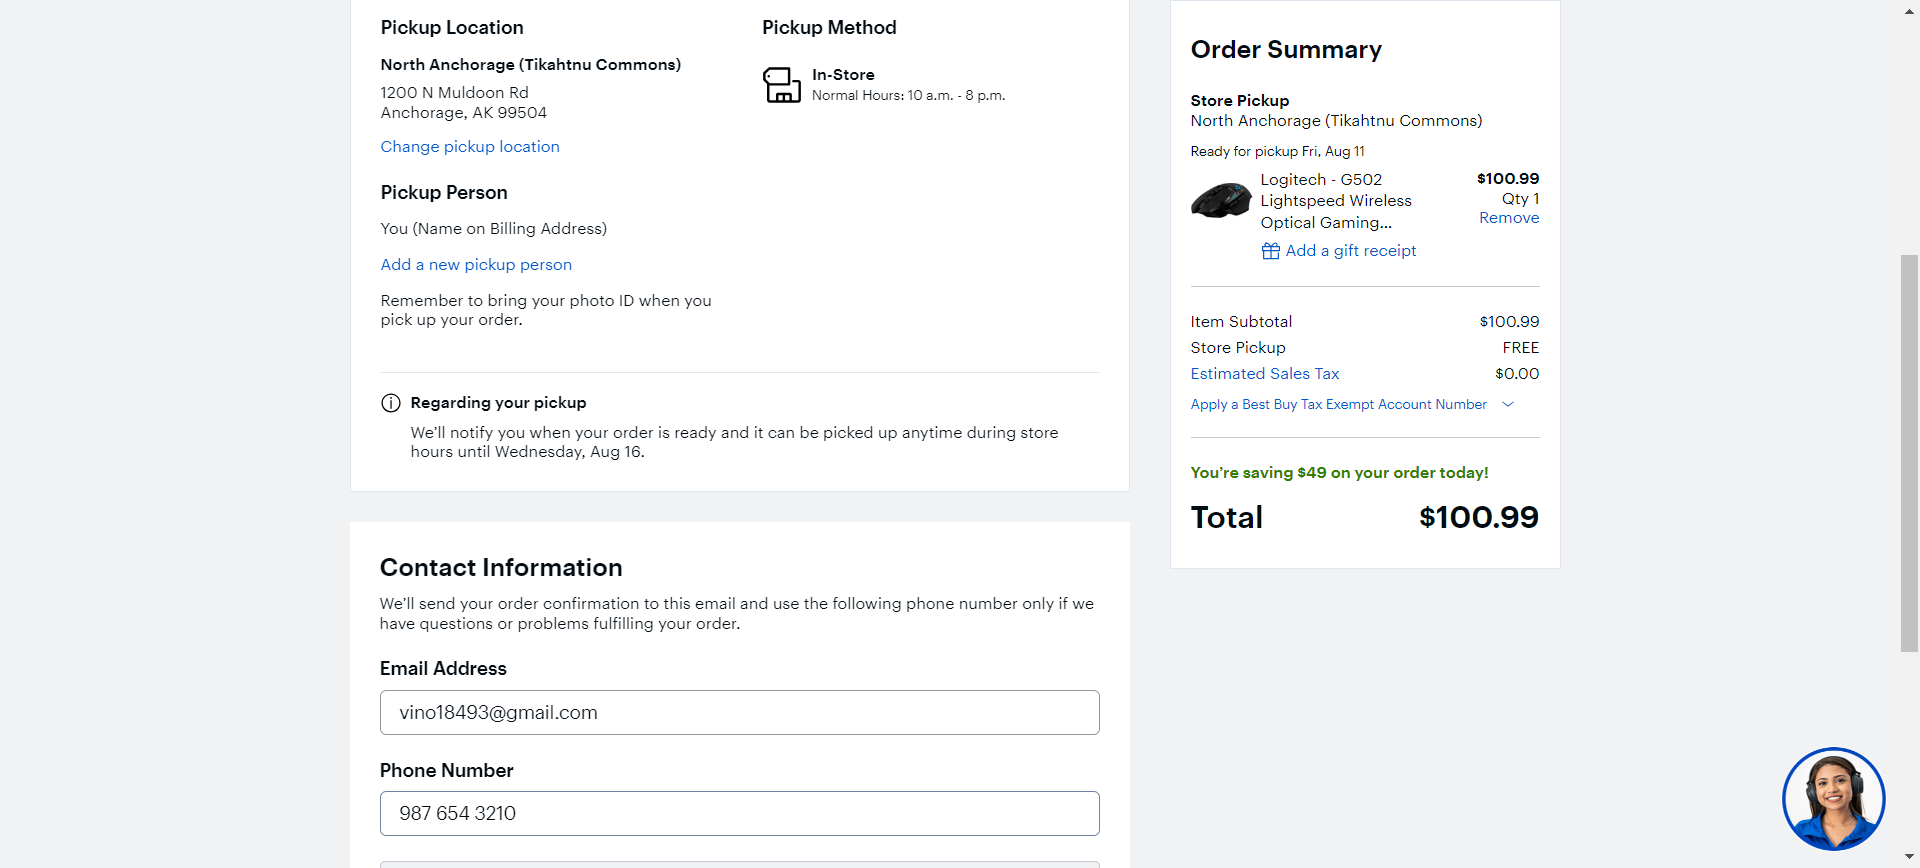 Pickup Location
North Anchorage (Tikahtnu Commons)
1200 N Muldoon Rd
Anchorage, AK 99504
Change pickup location
Pickup Method
In-Store
Normal Hours: 10 a.m. - 8 p.m.
Pickup Person
You (Name on Billing Address)
Add a new pickup person
Remember to bring your photo ID when you
pick up your order.
Regarding your pickup
We’ll notify you when your order is ready and it can be picked up anytime during store
hours until Wednesday, Aug 16.
Contact Information
We’ll send your order confirmation to this email and use the following phone number only if we
have questions or problems fulfilling your order.
Email Address
vino18493@gmail.com
Phone Number
987 654 3210
Order Summary
Store Pickup
North Anchorage (Tikahtnu Commons)
Ready for pickup Fri, Aug 11
Logitech - G502
Lightspeed Wireless
Optical Gaming...
$100.99
Qty 1
Remove
Add a gift receipt
Item Subtotal $100.99
Store Pickup FREE
Estimated Sales Tax $0.00
Apply a Best Buy Tax Exempt Account Number
You’re saving $49 on your order today!
Total $100.99